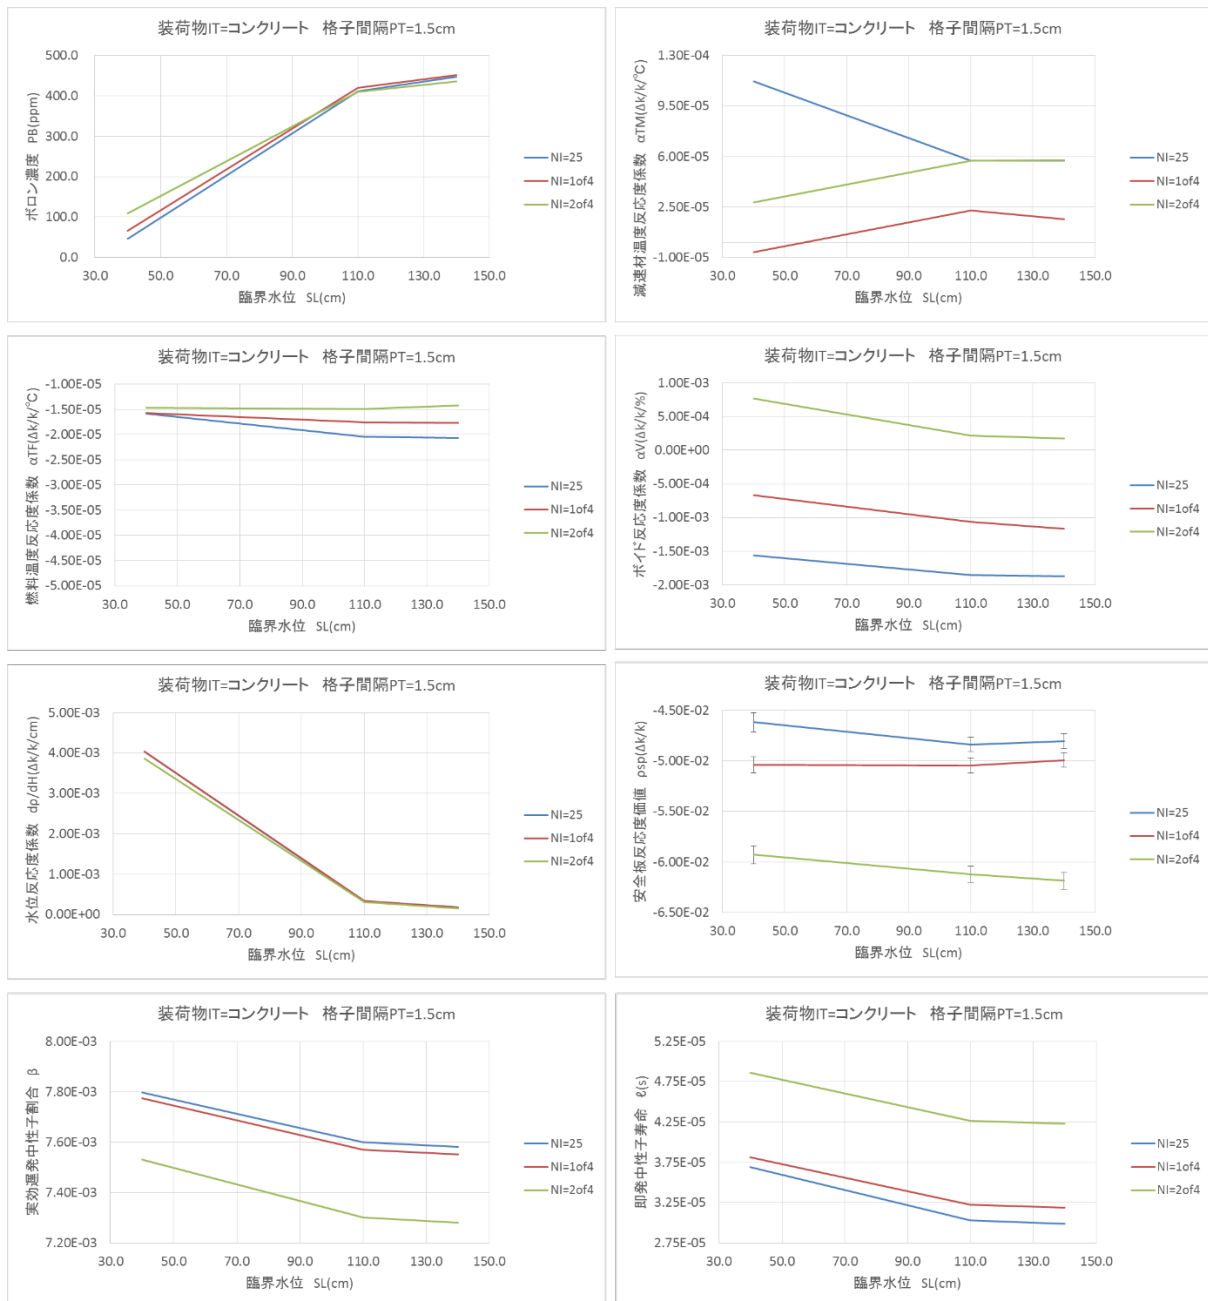 装荷物IT=コンクリート 格子間隔PT=1.5cm
ボロン濃度 PB(ppm)
500.0
400.0
300.0
200.0
100.0
0.0
30.0 50.0 70.0 90.0 110.0 130.0 150.0
臨界水位 SL(cm)
NI=25
NI=1of4
NI=2of4
装荷物IT=コンクリート 格子間隔PT=1.5cm
減速材温度反応度係数 αTM(Δk/k/℃)
1.30E-04
9.50E-05
6.00E-05
2.50E-05
-1.00E-05
30.0 50.0 70.0 90.0 110.0 130.0 150.0
臨界水位 SL(cm)
NI=25
NI=1of4
NI=2of4
装荷物IT=コンクリート 格子間隔PT=1.5cm
燃料温度反応度係数 αTF(Δk/k/℃)
-1.00E-05
-1.50E-05
-2.00E-05
-2.50E-05
-3.00E-05
-3.50E-05
-4.00E-05
-4.50E-05
-5.00E-05
30.0 50.0 70.0 90.0 110.0 130.0 150.0
臨界水位 SL(cm)
NI=25
NI=1of4
NI=2of4
装荷物IT=コンクリート 格子間隔PT=1.5cm
ボイド反応度係数 αV(Δk/k/%)
1.00E-03
5.00E-04
0.00E+00
-5.00E-04
-1.00E-03
-1.50E-03
-2.00E-03
30.0 50.0 70.0 90.0 110.0 130.0 150.0
臨界水位 SL(cm)
NI=25
NI=1of4
NI=2of4
装荷物IT=コンクリート 格子間隔PT=1.5cm
水位反応度係数 dρ/dH(Δk/k/cm)
5.00E-03
4.00E-03
3.00E-03
2.00E-03
1.00E-03
0.00E+00
30.0 50.0 70.0 90.0 110.0 130.0 150.0
臨界水位 SL(cm)
NI=25
NI=1of4
NI=2of4
装荷物IT=コンクリート 格子間隔PT=1.5cm
安全板反応度価値 ρsp(Δk/k)
-4.50E-02
-5.00E-02
-5.50E-02
-6.00E-02
-6.50E-02
30.0 50.0 70.0 90.0 110.0 130.0 150.0
臨界水位 SL(cm)
NI=25
NI=1of4
NI=2of4
装荷物IT=コンクリート 格子間隔PT=1.5cm
実効遅発中性子割合 β
8.00E-03
7.80E-03
7.60E-03
7.40E-03
7.20E-03
30.0 50.0 70.0 90.0 110.0 130.0 150.0
臨界水位 SL(cm)
NI=25
NI=1of4
NI=2of4
装荷物IT=コンクリート 格子間隔PT=1.5cm
即発中性子寿命 ℓ(s)
5.25E-05
4.75E-05
4.25E-05
3.75E-05
3.25E-05
2.75E-05
30.0 50.0 70.0 90.0 110.0 130.0 150.0
臨界水位 SL(cm)
NI=25
NI=1of4
NI=2of4